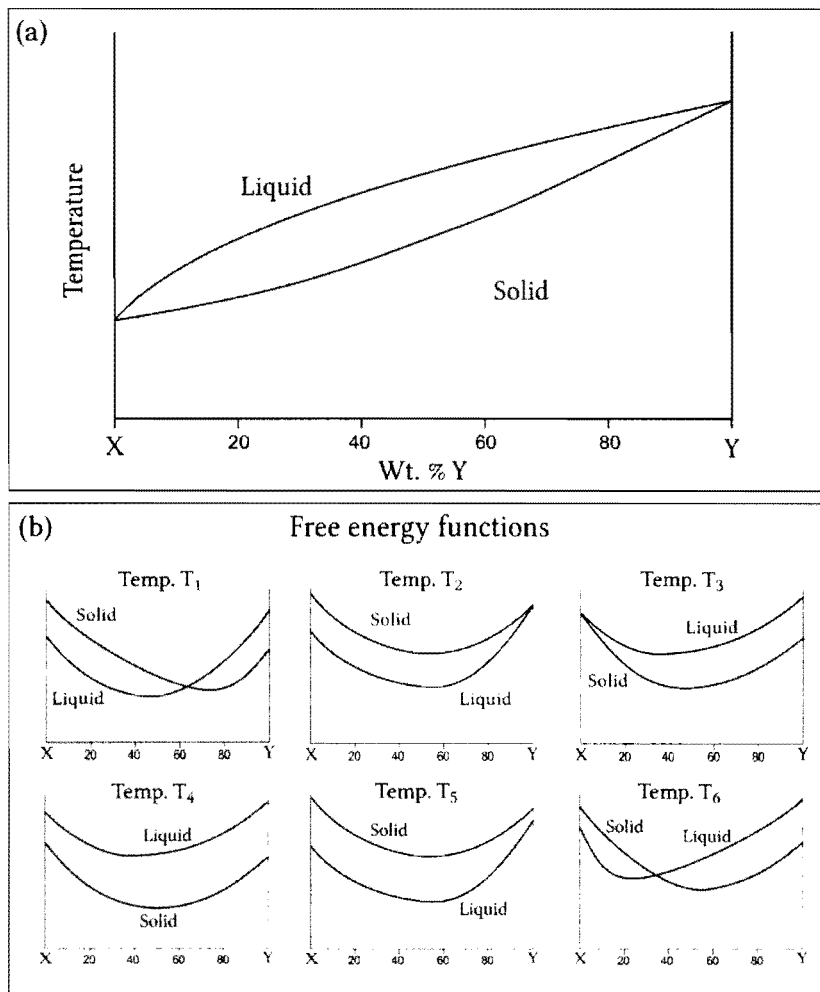 (a)
Temperature
Liquid
Solid
X 20 40 60 80 Y
Wt. % Y
(b) Free energy functions
Temp. T₁ Temp. T₂ Temp. T₃
Solid Solid Liquid
Liquid Liquid Solid
X 20 40 60 80 Y X 20 40 60 80 Y X 20 40 60 80 Y
Temp. T₄ Temp. T₅ Temp. T₆
Liquid Solid Solid Liquid
Solid Liquid
X 20 40 60 80 Y X 20 40 60 80 Y X 20 40 60 80 Y